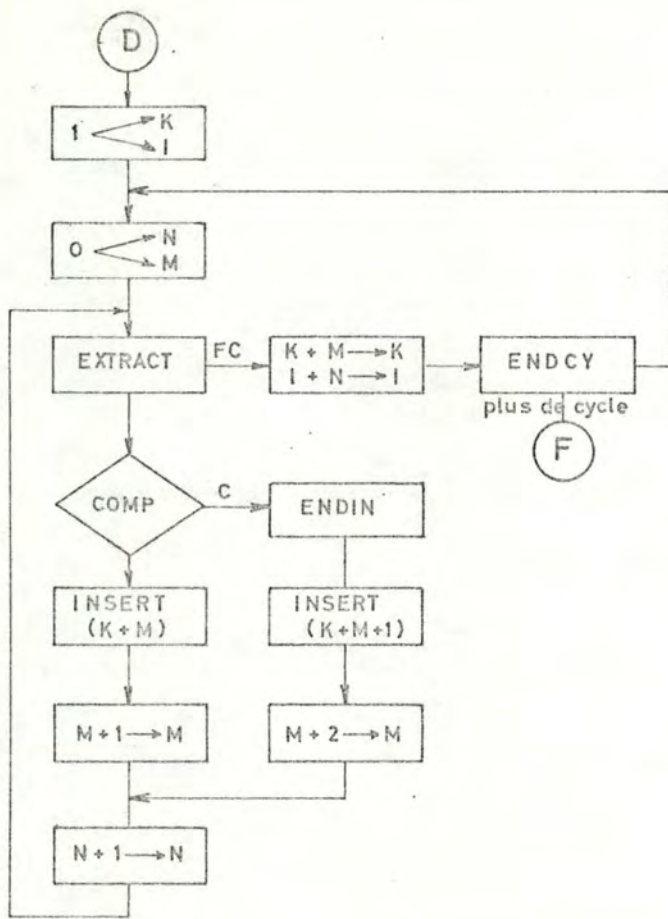 D
1 K
I
0 N
M
EXTRACT
FC
K + M → K
I + N → I
ENDCY
plus de cycle
F
COMP
C
ENDIN
INSERT
(K+M)
INSERT
(K+M+1)
M+1 → M
M+2 → M
N+1 → N